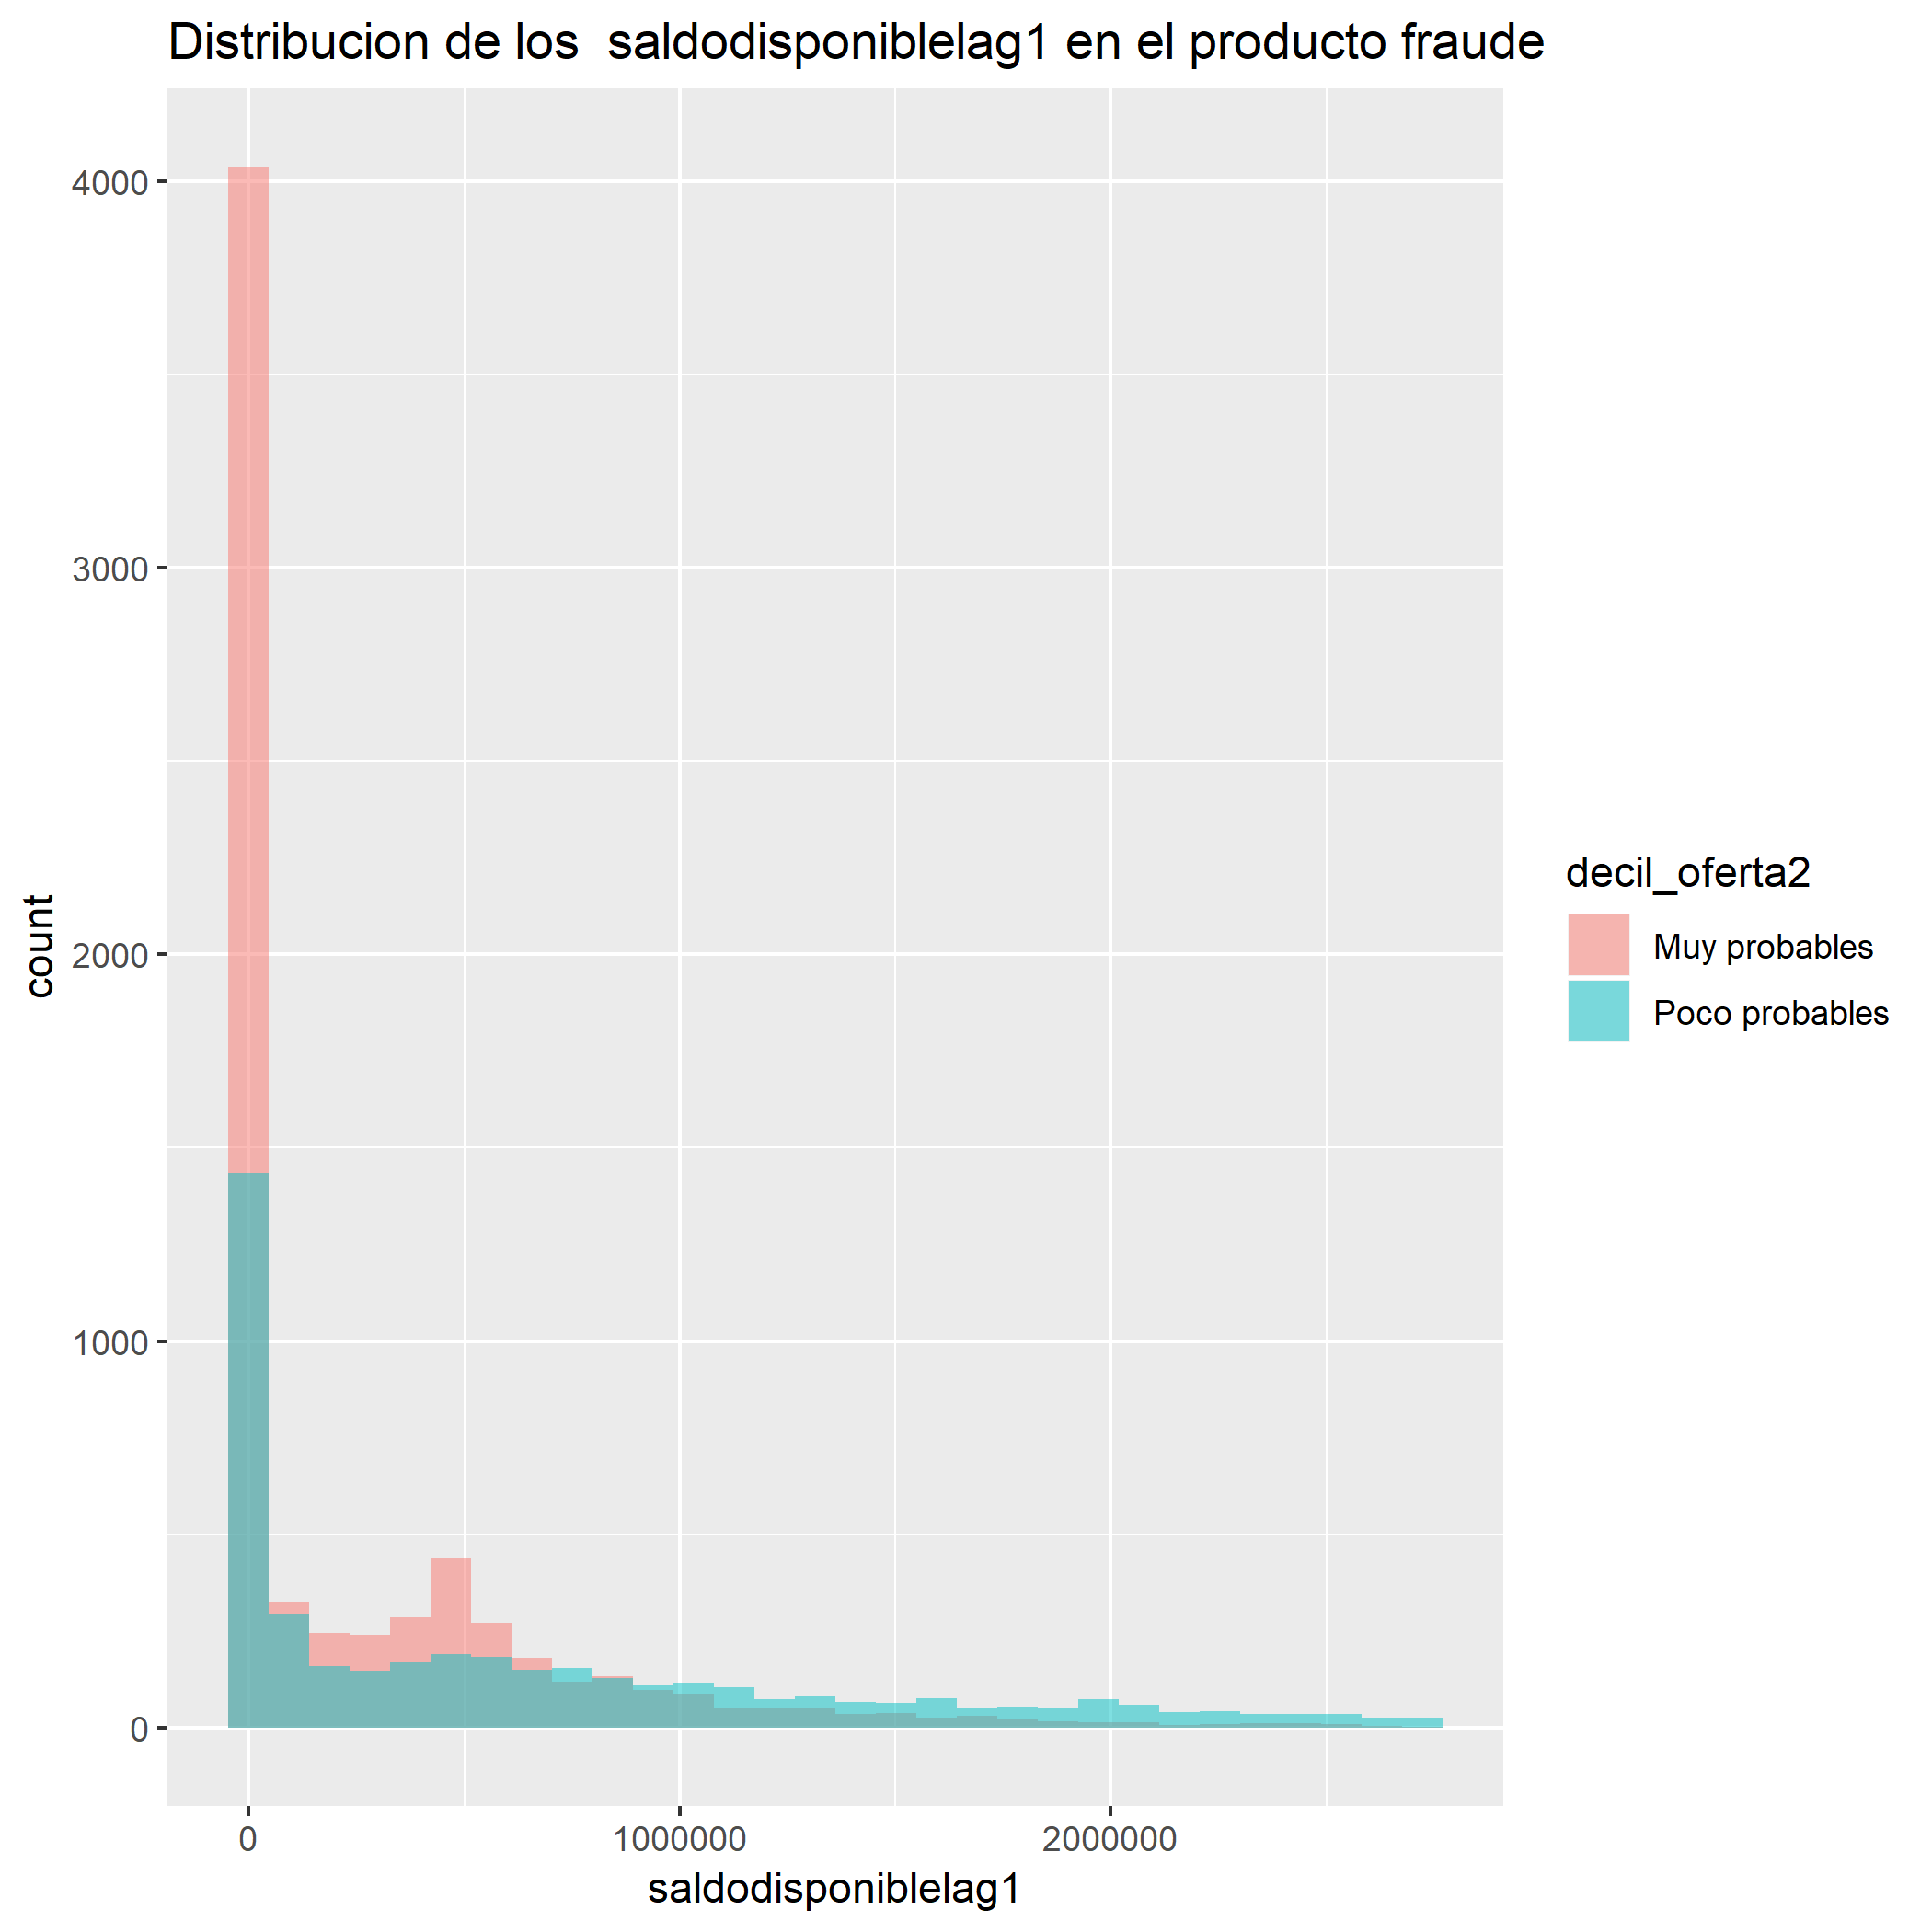 Distribucion de los  saldodisponiblelag1 en el producto fraude
4000
3000
2000
1000
0
count
0 1000000 2000000
saldodisponiblelag1
decil_oferta2
Muy probables
Poco probables